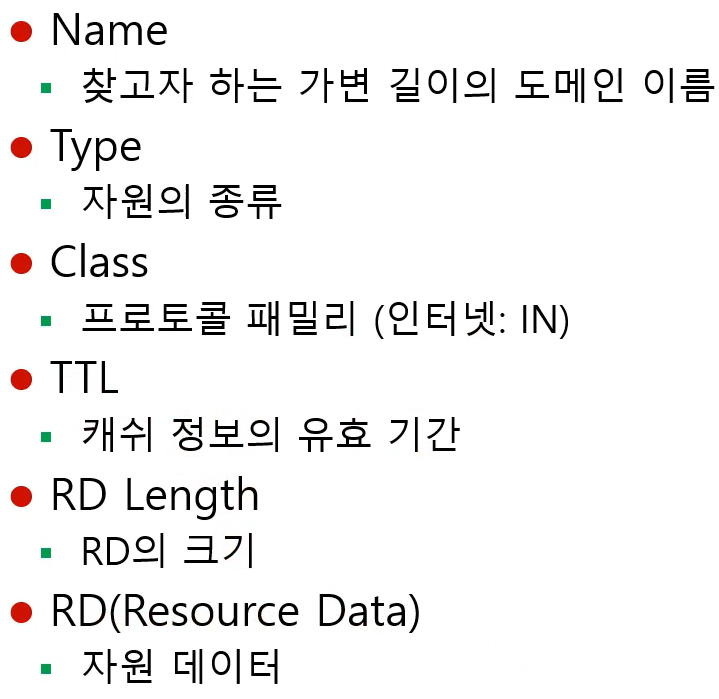 Name
찾고자 하는 가변 길이의 도메인 이름
Type
자원의 종류
Class
프로토콜 패밀리 (인터넷: IN)
TTL
캐쉬 정보의 유효 기간
RD Length
RD의 크기
RD(Resource Data)
자원 데이터